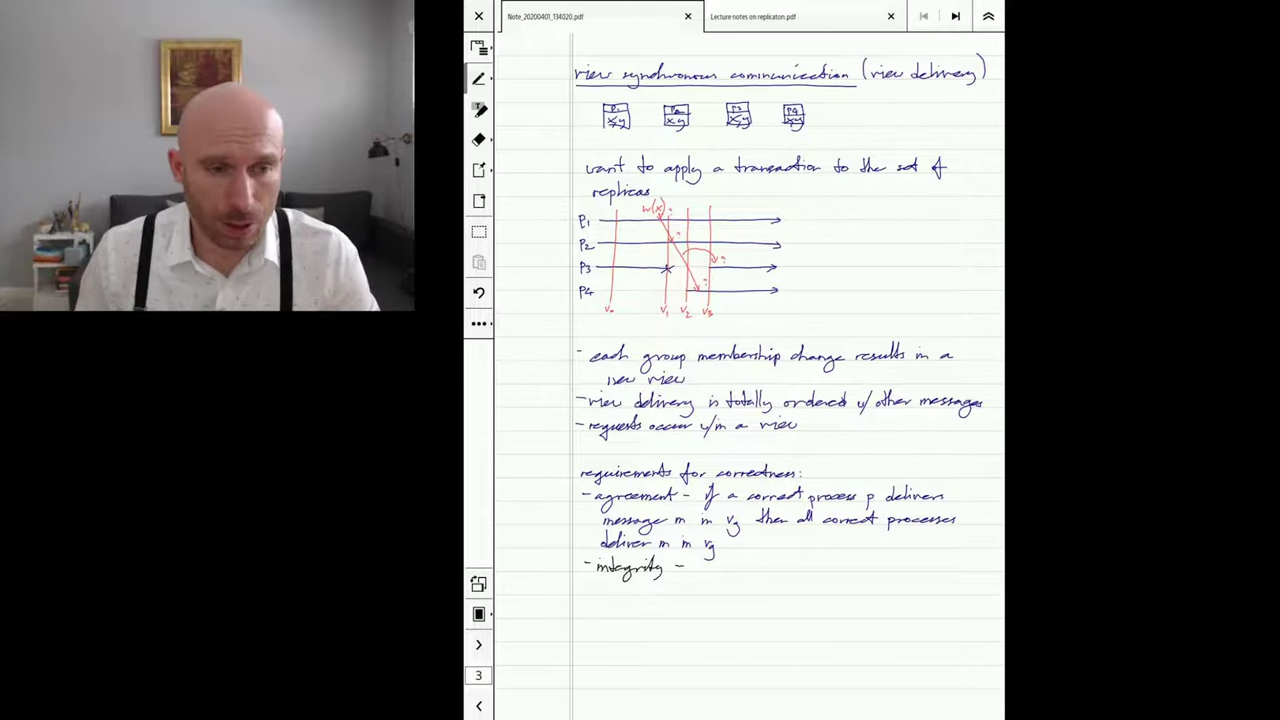 Note_20200401_134020.pdf
Lecture notes on replicaton.pdf
view synchronous communication (view delivery)
P1 P2 P3 P4
x,y x,y x,y x,y
want to apply a transaction to the set of
replicas
w(x)
P1
P2
P3
P4
? ? ? ?
v0 v1 v2 v3
- each group membership change results in a
new view
- view delivery is totally ordered w/ other messages
- requests occur w/in a view
requirements for correctness:
- agreement - if a correct process p delivers
message m in vg then all correct processes
deliver m in vg
- integrity -
3